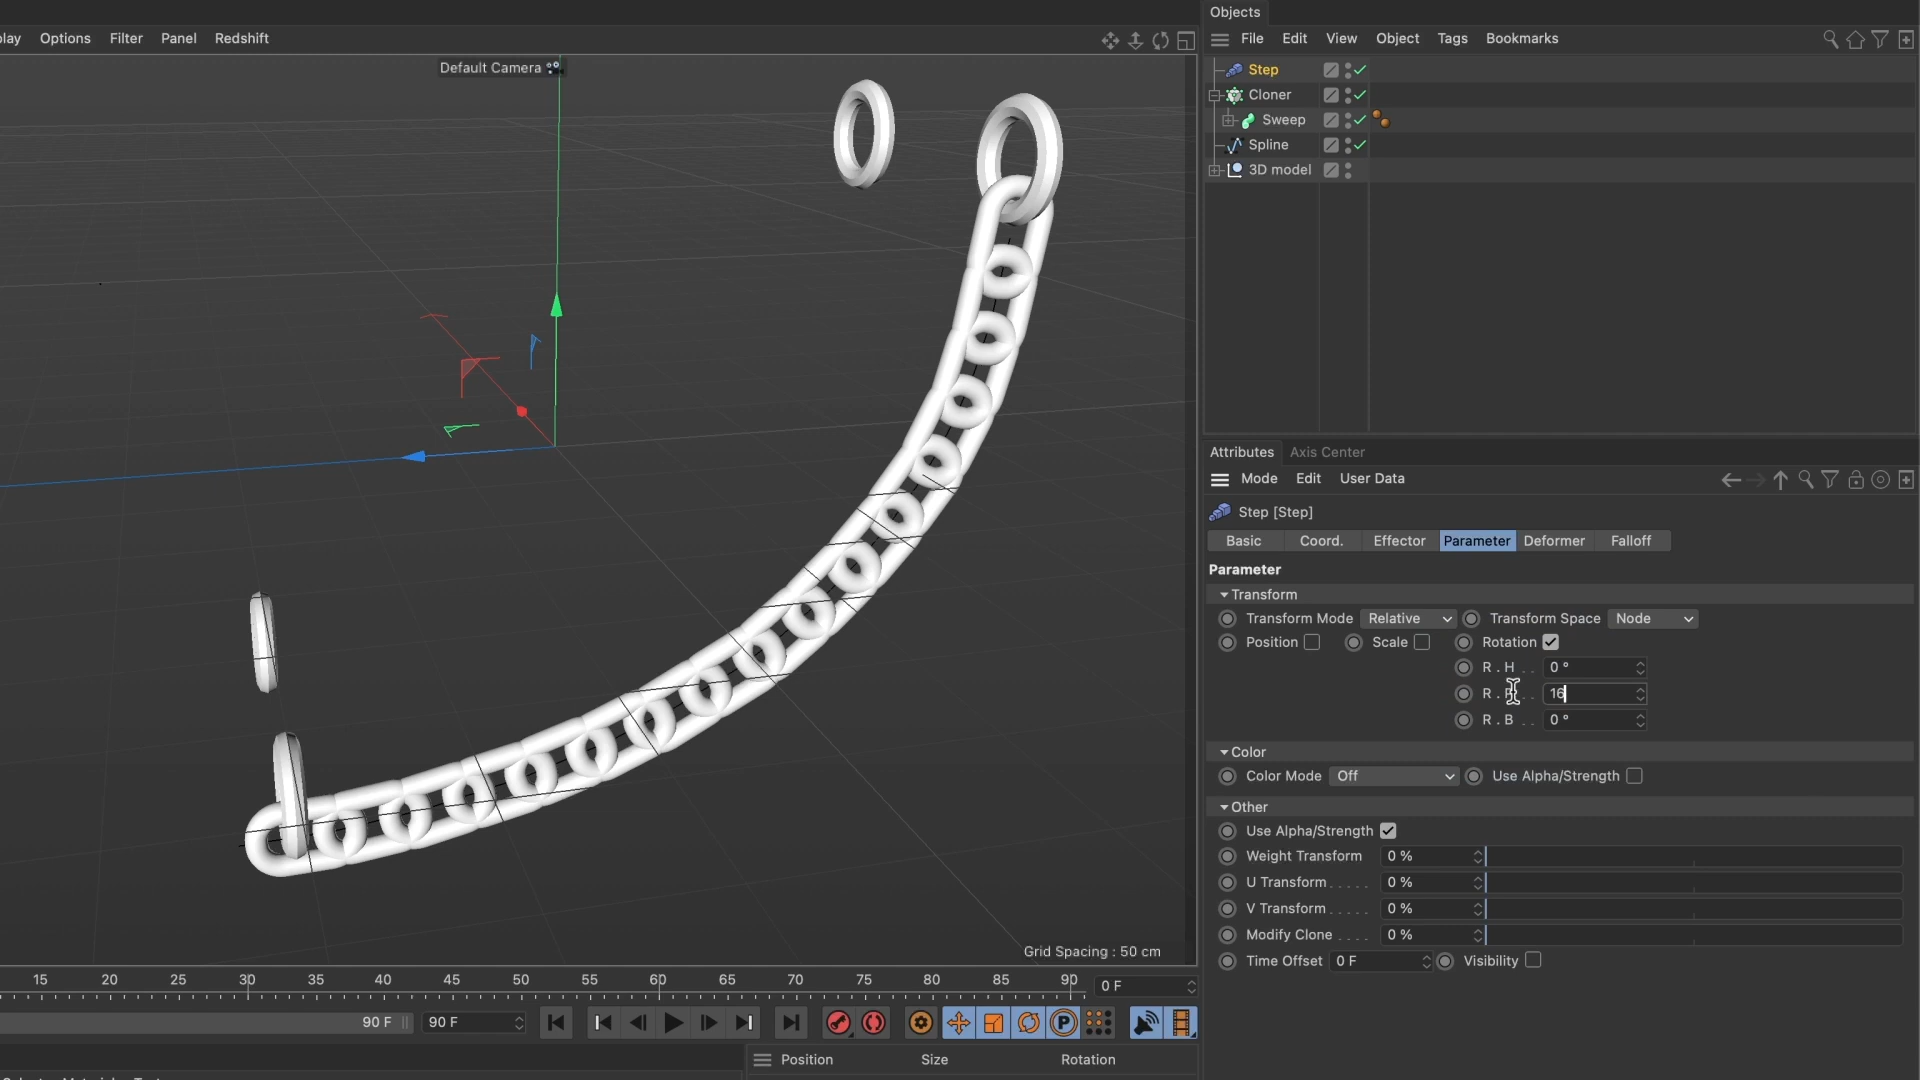 play Options Filter Panel Redshift
Default Camera
Grid Spacing : 50 cm
15 20 25 30 35 40 45 50 55 60 65 70 75 80 85 90 0 F
90 F 90 F
P
Position Size Rotation
Objects
File Edit View Object Tags Bookmarks
Step
Cloner
Sweep
Spline
3D model
Attributes Axis Center
Mode Edit User Data
Step [Step]
Basic Coord. Effector Parameter Deformer Falloff
Parameter
Transform
Transform Mode Relative Transform Space Node
Position Scale Rotation
R . H . . 0 °
R . . . 16
R . B . . 0 °
Color
Color Mode Off Use Alpha/Strength
Other
Use Alpha/Strength
Weight Transform 0 %
U Transform . . . . . 0 %
V Transform . . . . . 0 %
Modify Clone . . . . 0 %
Time Offset 0 F Visibility